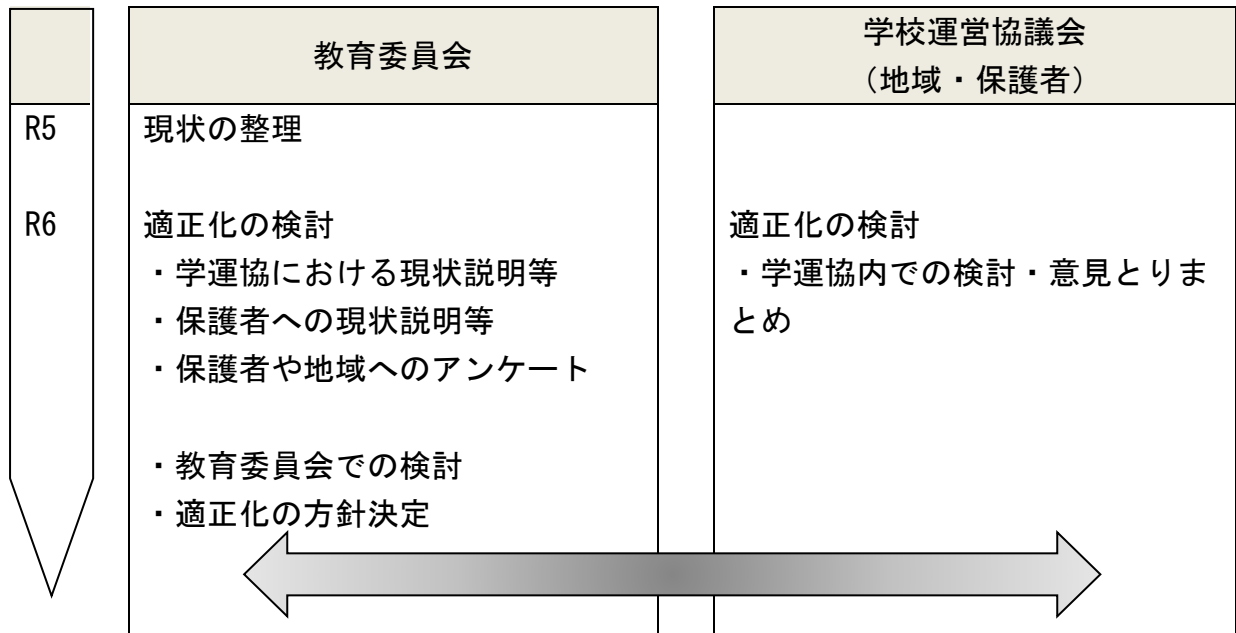 教育委員会
学校運営協議会
（地域・保護者）
R5
現状の整理
R6
適正化の検討
・学運協における現状説明等
・保護者への現状説明等
・保護者や地域へのアンケート
・教育委員会での検討
・適正化の方針決定
適正化の検討
・学運協内での検討・意見とりま
とめ